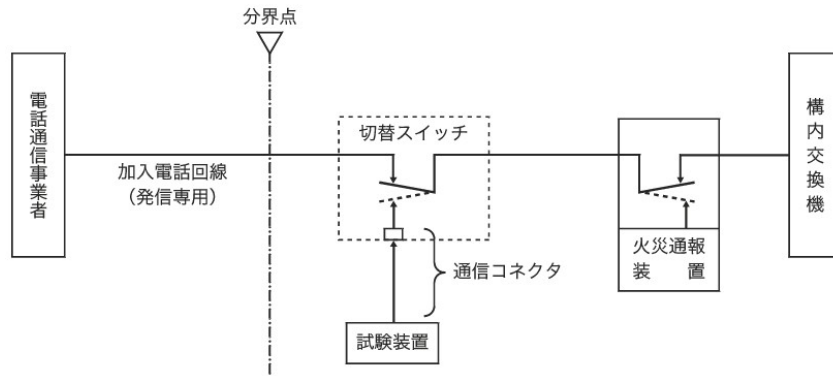 分界点
電話通信事業者
加入電話回線
（発信専用）
切替スイッチ
通信コネクタ
試験装置
火災通報
装　置
構内交換機